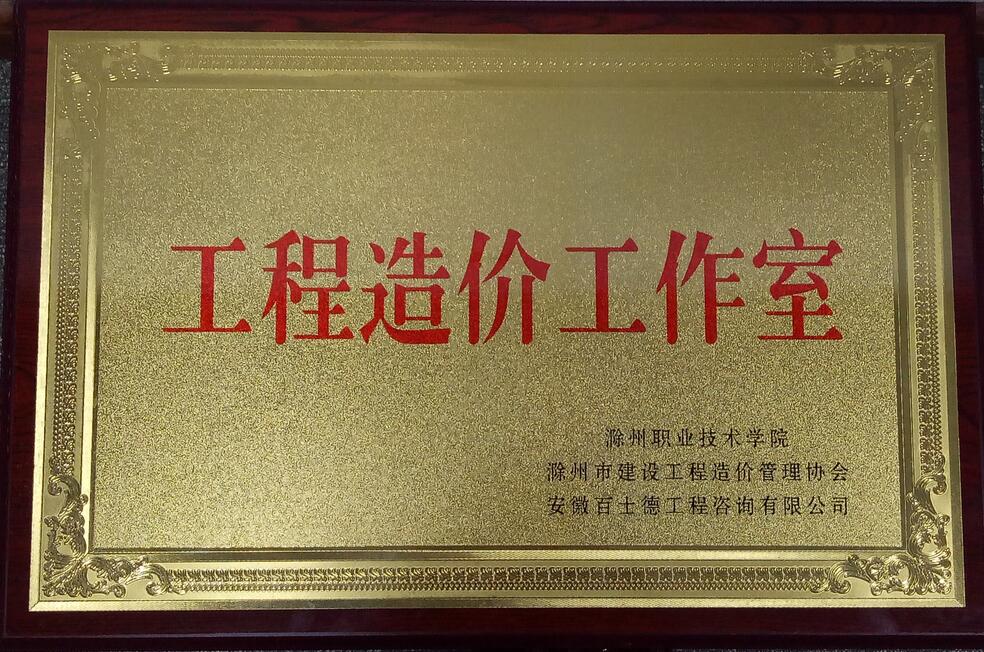 工程造价工作室
滁州职业技术学院
滁州市建设工程造价管理协会
安徽百士德工程咨询有限公司